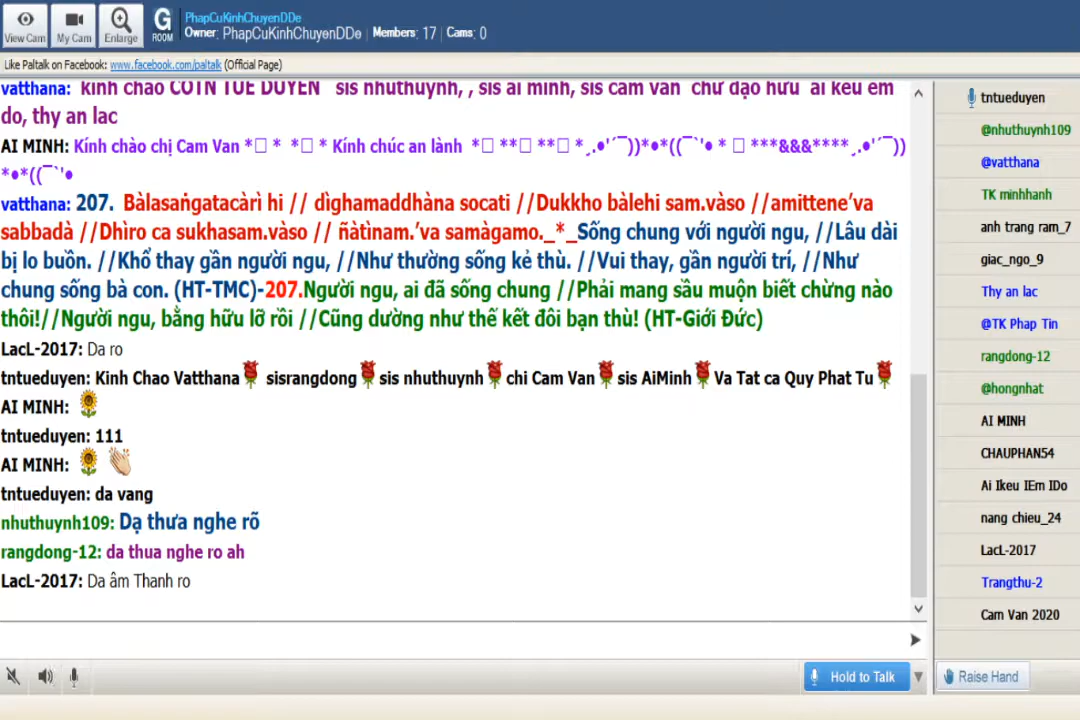 PhapCuKinhChuyenDDe
Owner: PhapCuKinhChuyenDDe Members: 17 Cams: 0
View Cam My Cam Enlarge G ROOM
Like Paltalk on Facebook: www.facebook.com/paltalk (Official Page)
vatthana: kinh chao COTN TUE DUYEN sis nhuthuynh, , sis ai minh, sis cam van chư đạo hữu ai keu em
do, thy an lac
AI MINH: Kính chào chị Cam Van *□ * *□ * Kính chúc an lành *□ **□ **□ *¸.•'´¯))*•*((¯`'• * □ ***&&&****¸.•'´¯))
*•*((¯`'•
vatthana: 207. Bàlasaṅgatacàrì hi // dìghamaddhàna socati //Dukkho bàlehi sam.vàso //amittene’va
sabbadà //Dhìro ca sukhasam.vàso // ñàtìnam.’va samàgamo._*_Sống chung với người ngu, //Lâu dài
bị lo buồn. //Khổ thay gần người ngu, //Như thường sống kẻ thù. //Vui thay, gần người trí, //Như
chung sống bà con. (HT-TMC)-207.Người ngu, ai đã sống chung //Phải mang sầu muộn biết chừng nào
thôi!//Người ngu, bằng hữu lỡ rồi //Cũng dường như thế kết đôi bạn thù! (HT-Giới Đức)
LacL-2017: Da ro
tntueduyen: Kinh Chao Vatthana sisrangdong sis nhuthuynh chi Cam Van sis AiMinh Va Tat ca Quy Phat Tu
AI MINH:
tntueduyen: 111
AI MINH:
tntueduyen: da vang
nhuthuynh109: Dạ thưa nghe rõ
rangdong-12: da thua nghe ro ah
LacL-2017: Da âm Thanh ro
Hold to Talk
tntueduyen
@nhuthuynh109
@vatthana
TK minhhanh
anh trang ram_7
giac_ngo_9
Thy an lac
@TK Phap Tin
rangdong-12
@hongnhat
AI MINH
CHAUPHAN54
Ai Ikeu IEm IDo
nang chieu_24
LacL-2017
Trangthu-2
Cam Van 2020
Raise Hand